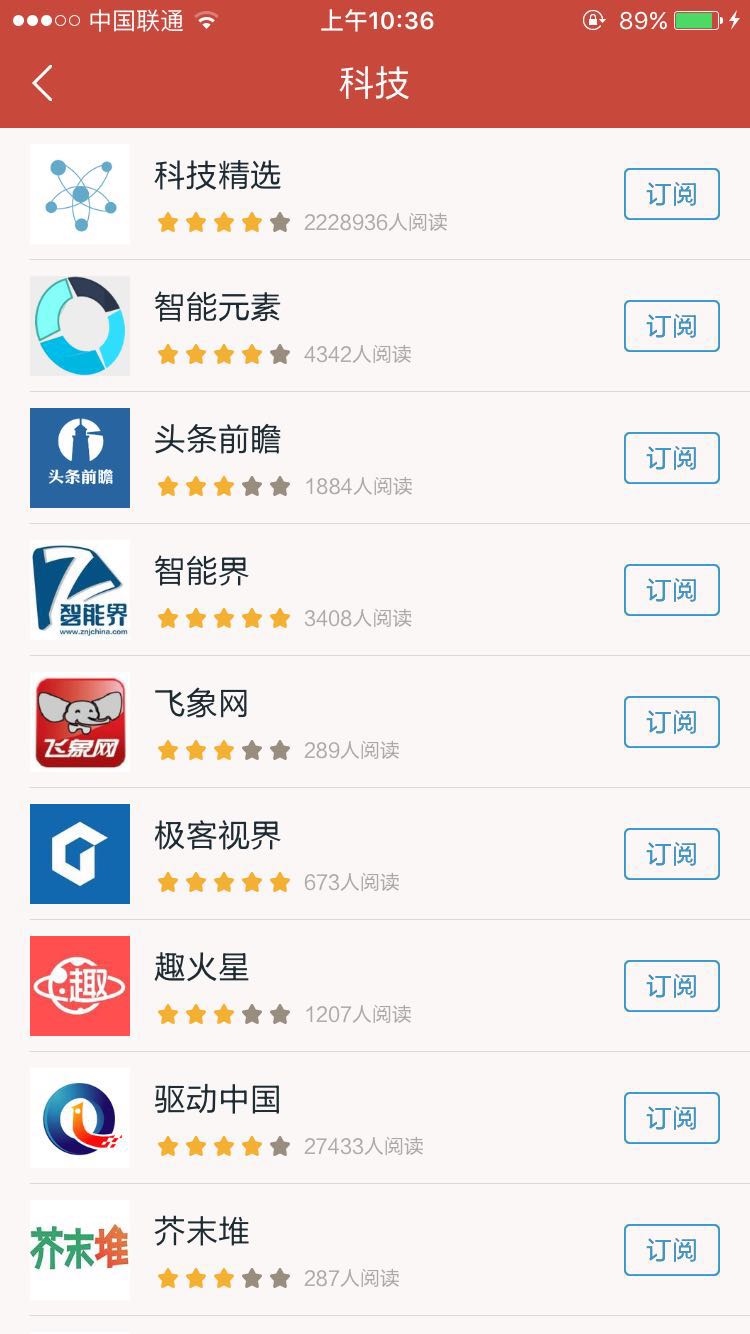 中国联通
上午10:36
89%
科技
科技精选
2228936人阅读
订阅
智能元素
4342人阅读
订阅
头条前瞻
头条前瞻
1884人阅读
订阅
智能界
www.znjchina.com
智能界
3408人阅读
订阅
飞象网
飞象网
289人阅读
订阅
极客视界
673人阅读
订阅
趣
趣火星
1207人阅读
订阅
驱动中国
27433人阅读
订阅
芥末堆
芥末堆
287人阅读
订阅